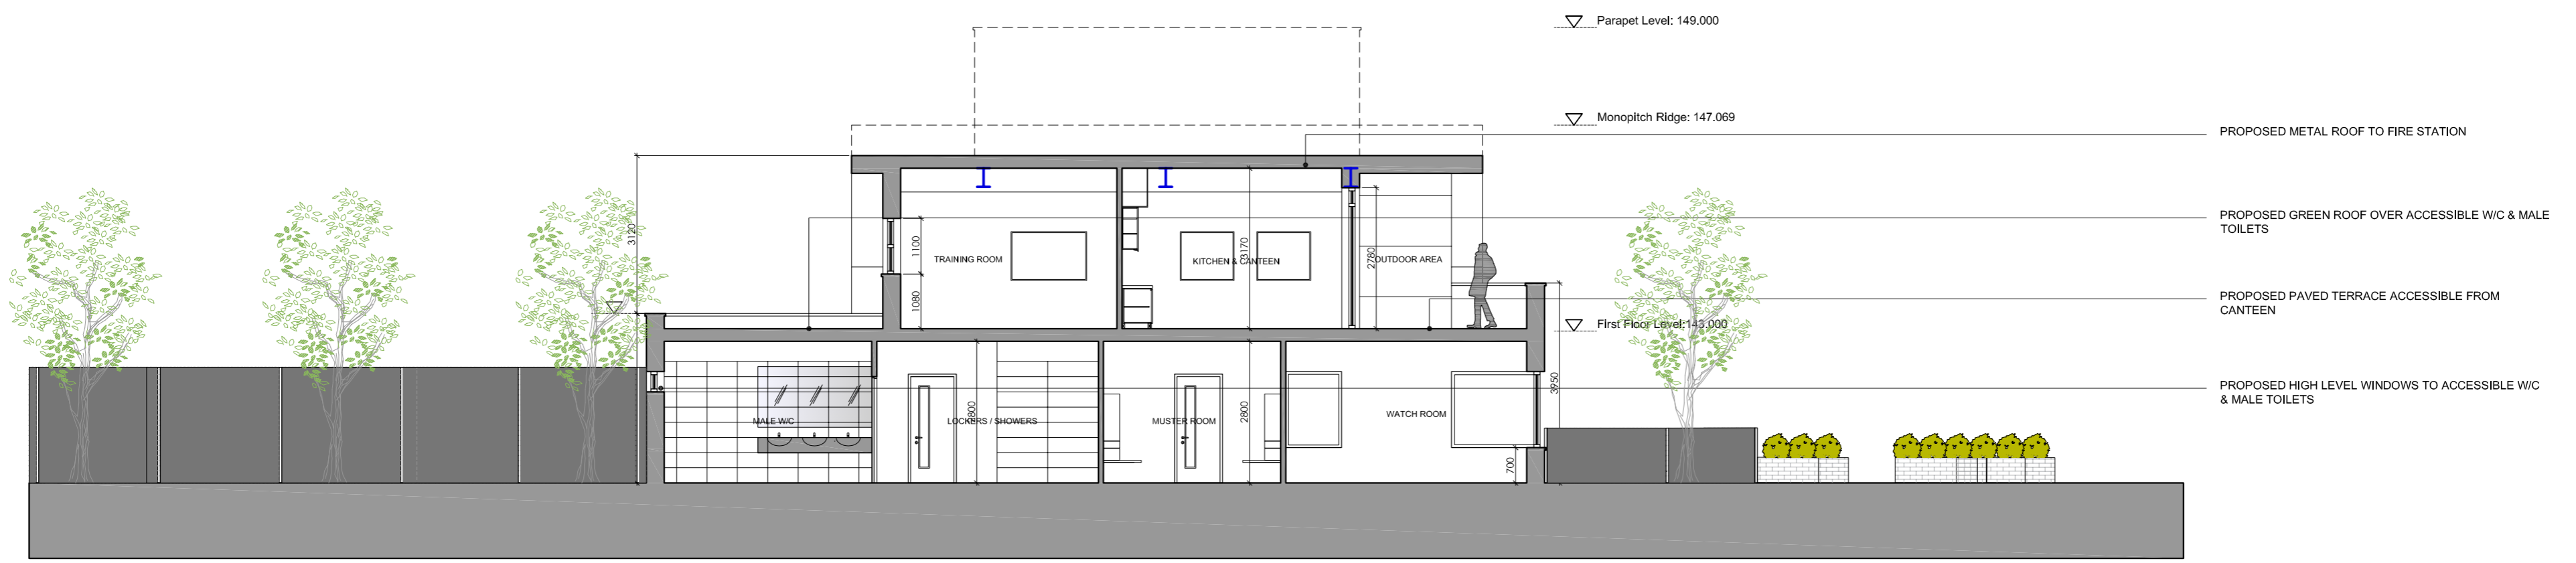 Parapet Level: 149.000
Monopitch Ridge: 147.069
PROPOSED METAL ROOF TO FIRE STATION
PROPOSED GREEN ROOF OVER ACCESSIBLE W/C & MALE
TOILETS
3120
1100
TRAINING ROOM
3170
KITCHEN & CANTEEN
2780
OUTDOOR AREA
1080
PROPOSED PAVED TERRACE ACCESSIBLE FROM
CANTEEN
First Floor Level:143.000
PROPOSED HIGH LEVEL WINDOWS TO ACCESSIBLE W/C
& MALE TOILETS
3950
MALE W/C
LOCKERS / SHOWERS
MUSTER ROOM
2800
WATCH ROOM
700